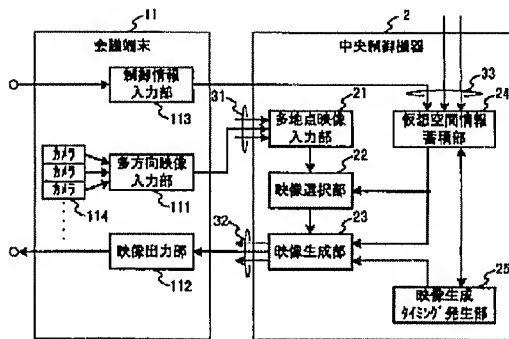 11
会議端末
制御情報
入力部
113
カメラ
カメラ
カメラ
114
多方向映像
入力部
111
映像出力部
112
2
中央制御機器
31
21
多地点映像
入力部
22
映像選択部
32
23
映像生成部
33
24
仮想空間情報
蓄積部
25
映像生成
タイミング発生部